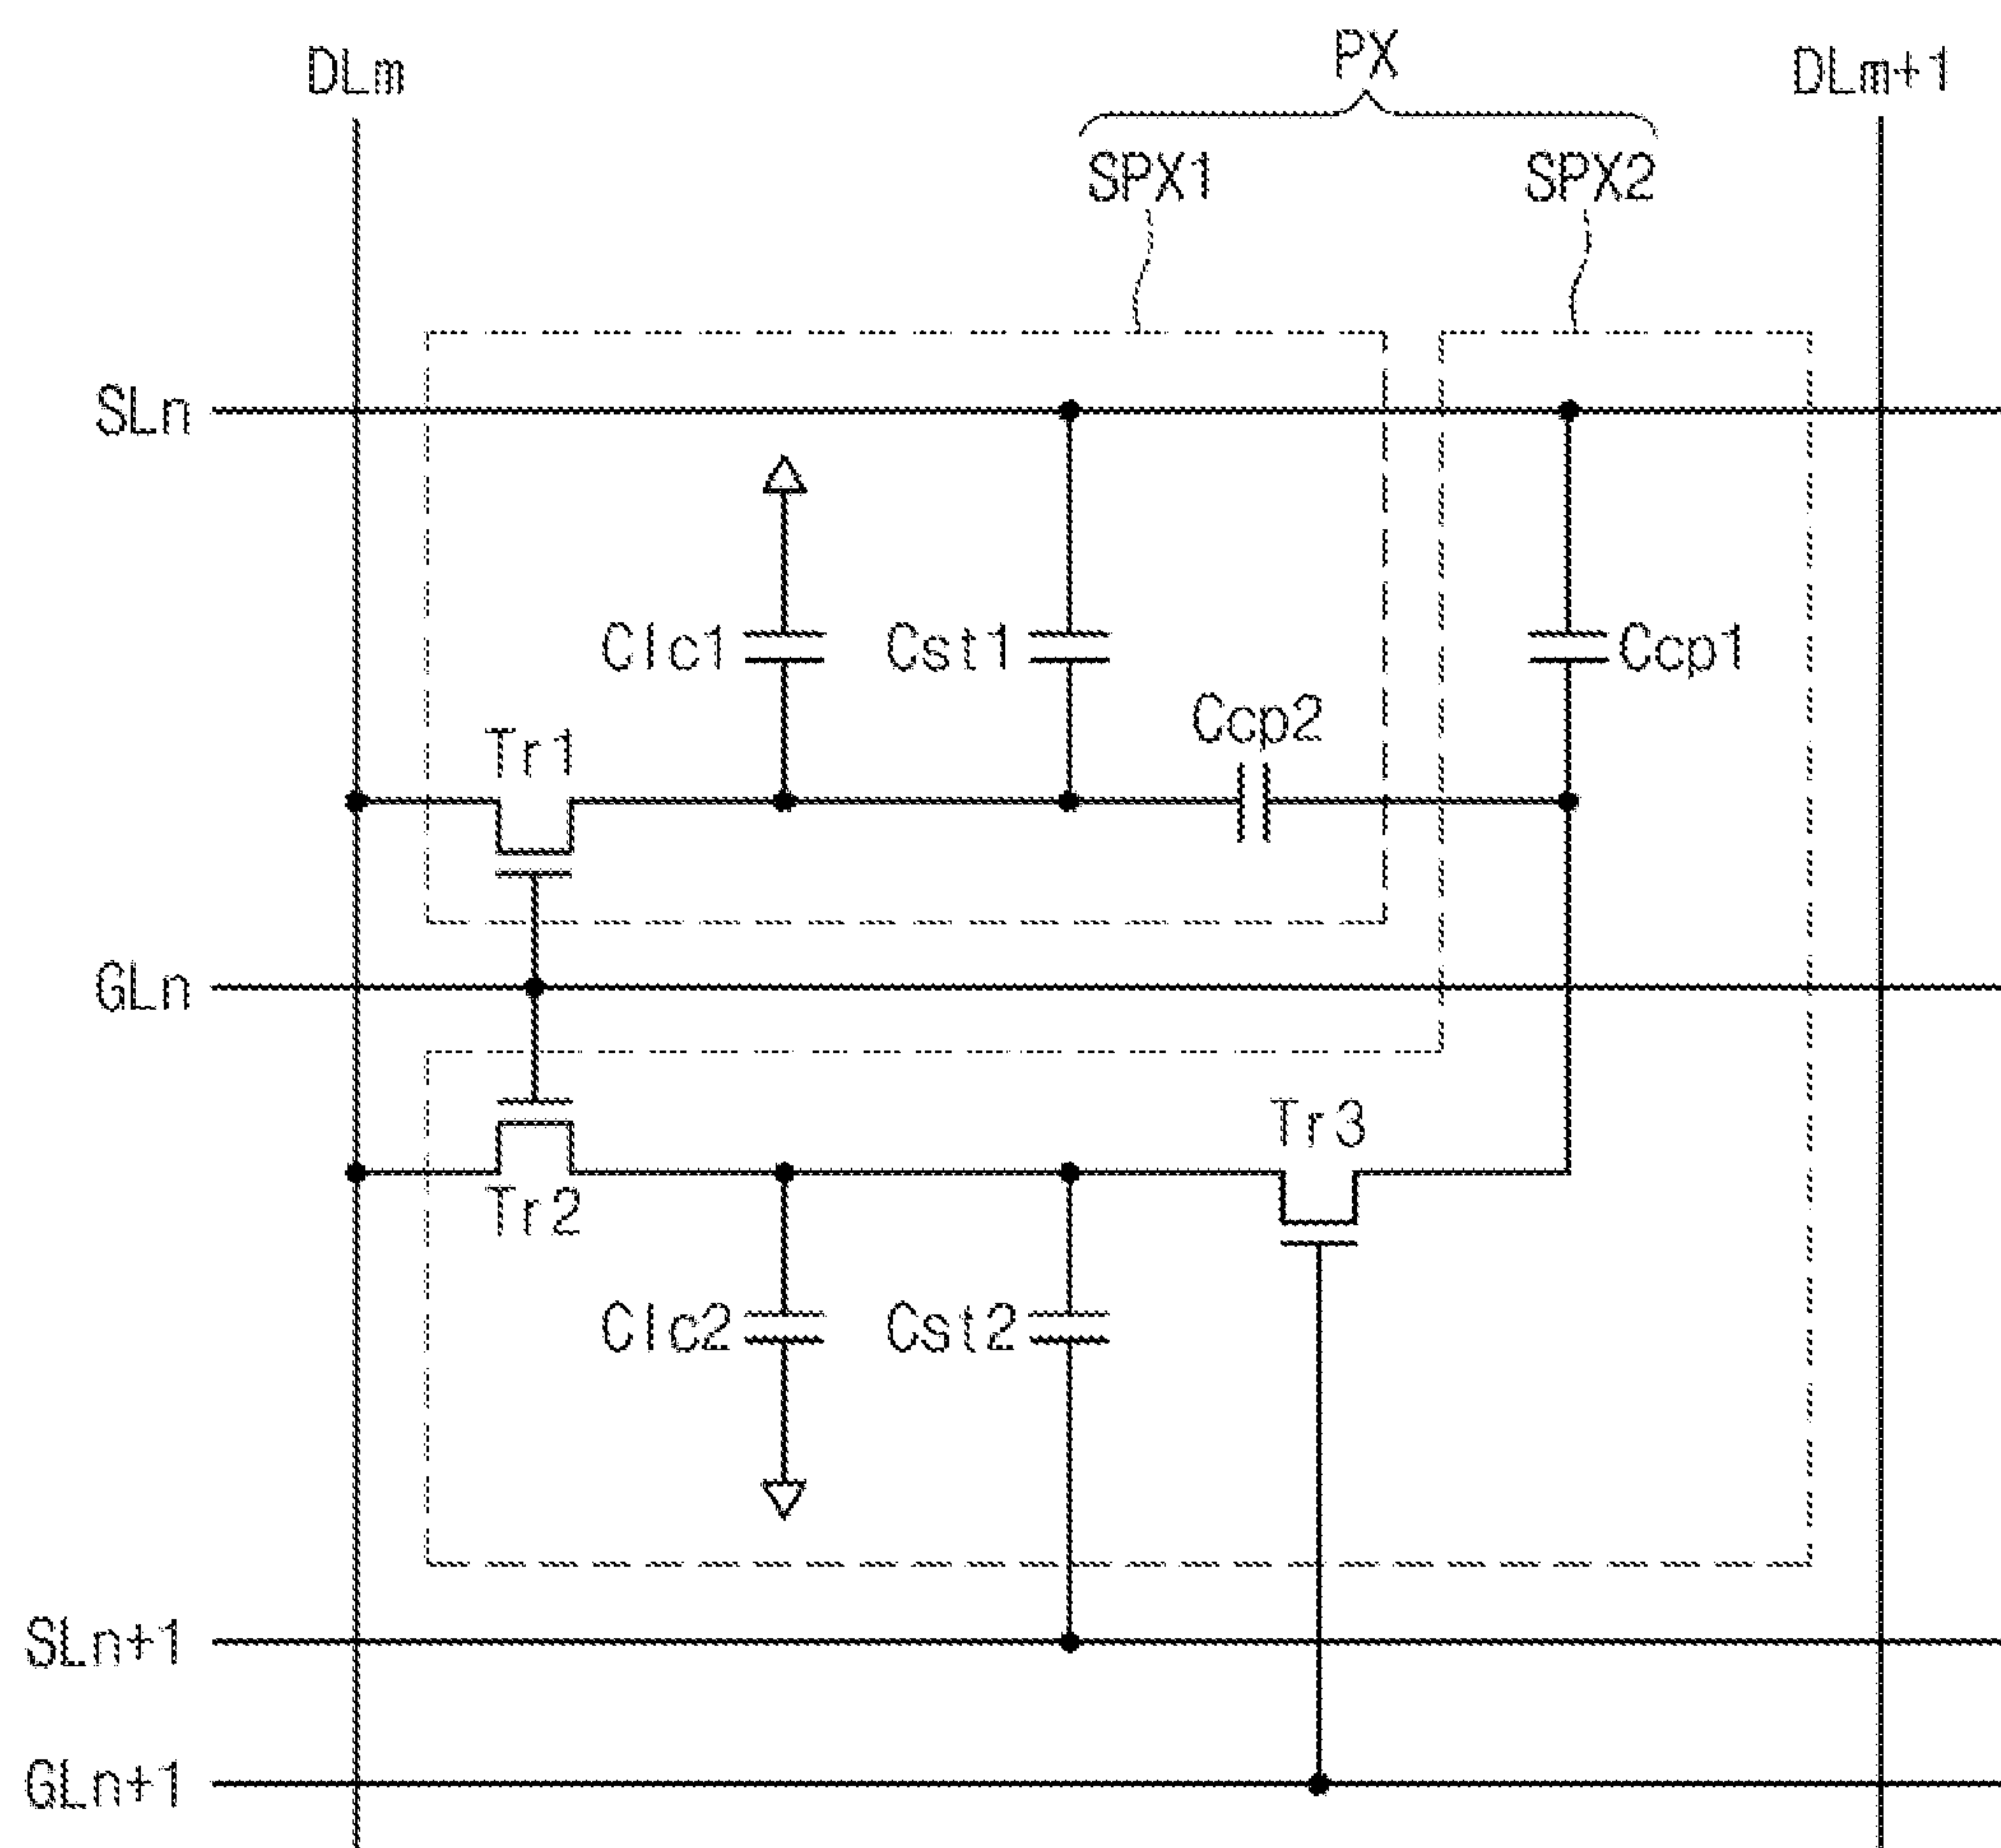 PX
DLm
DLm+1
SPX1
SPX2
SLn
Clc1
Cst1
Ccp1
Ccp2
Tr1
GLn
Tr3
Tr2
Clc2
Cst2
SLn+1
GLn+1